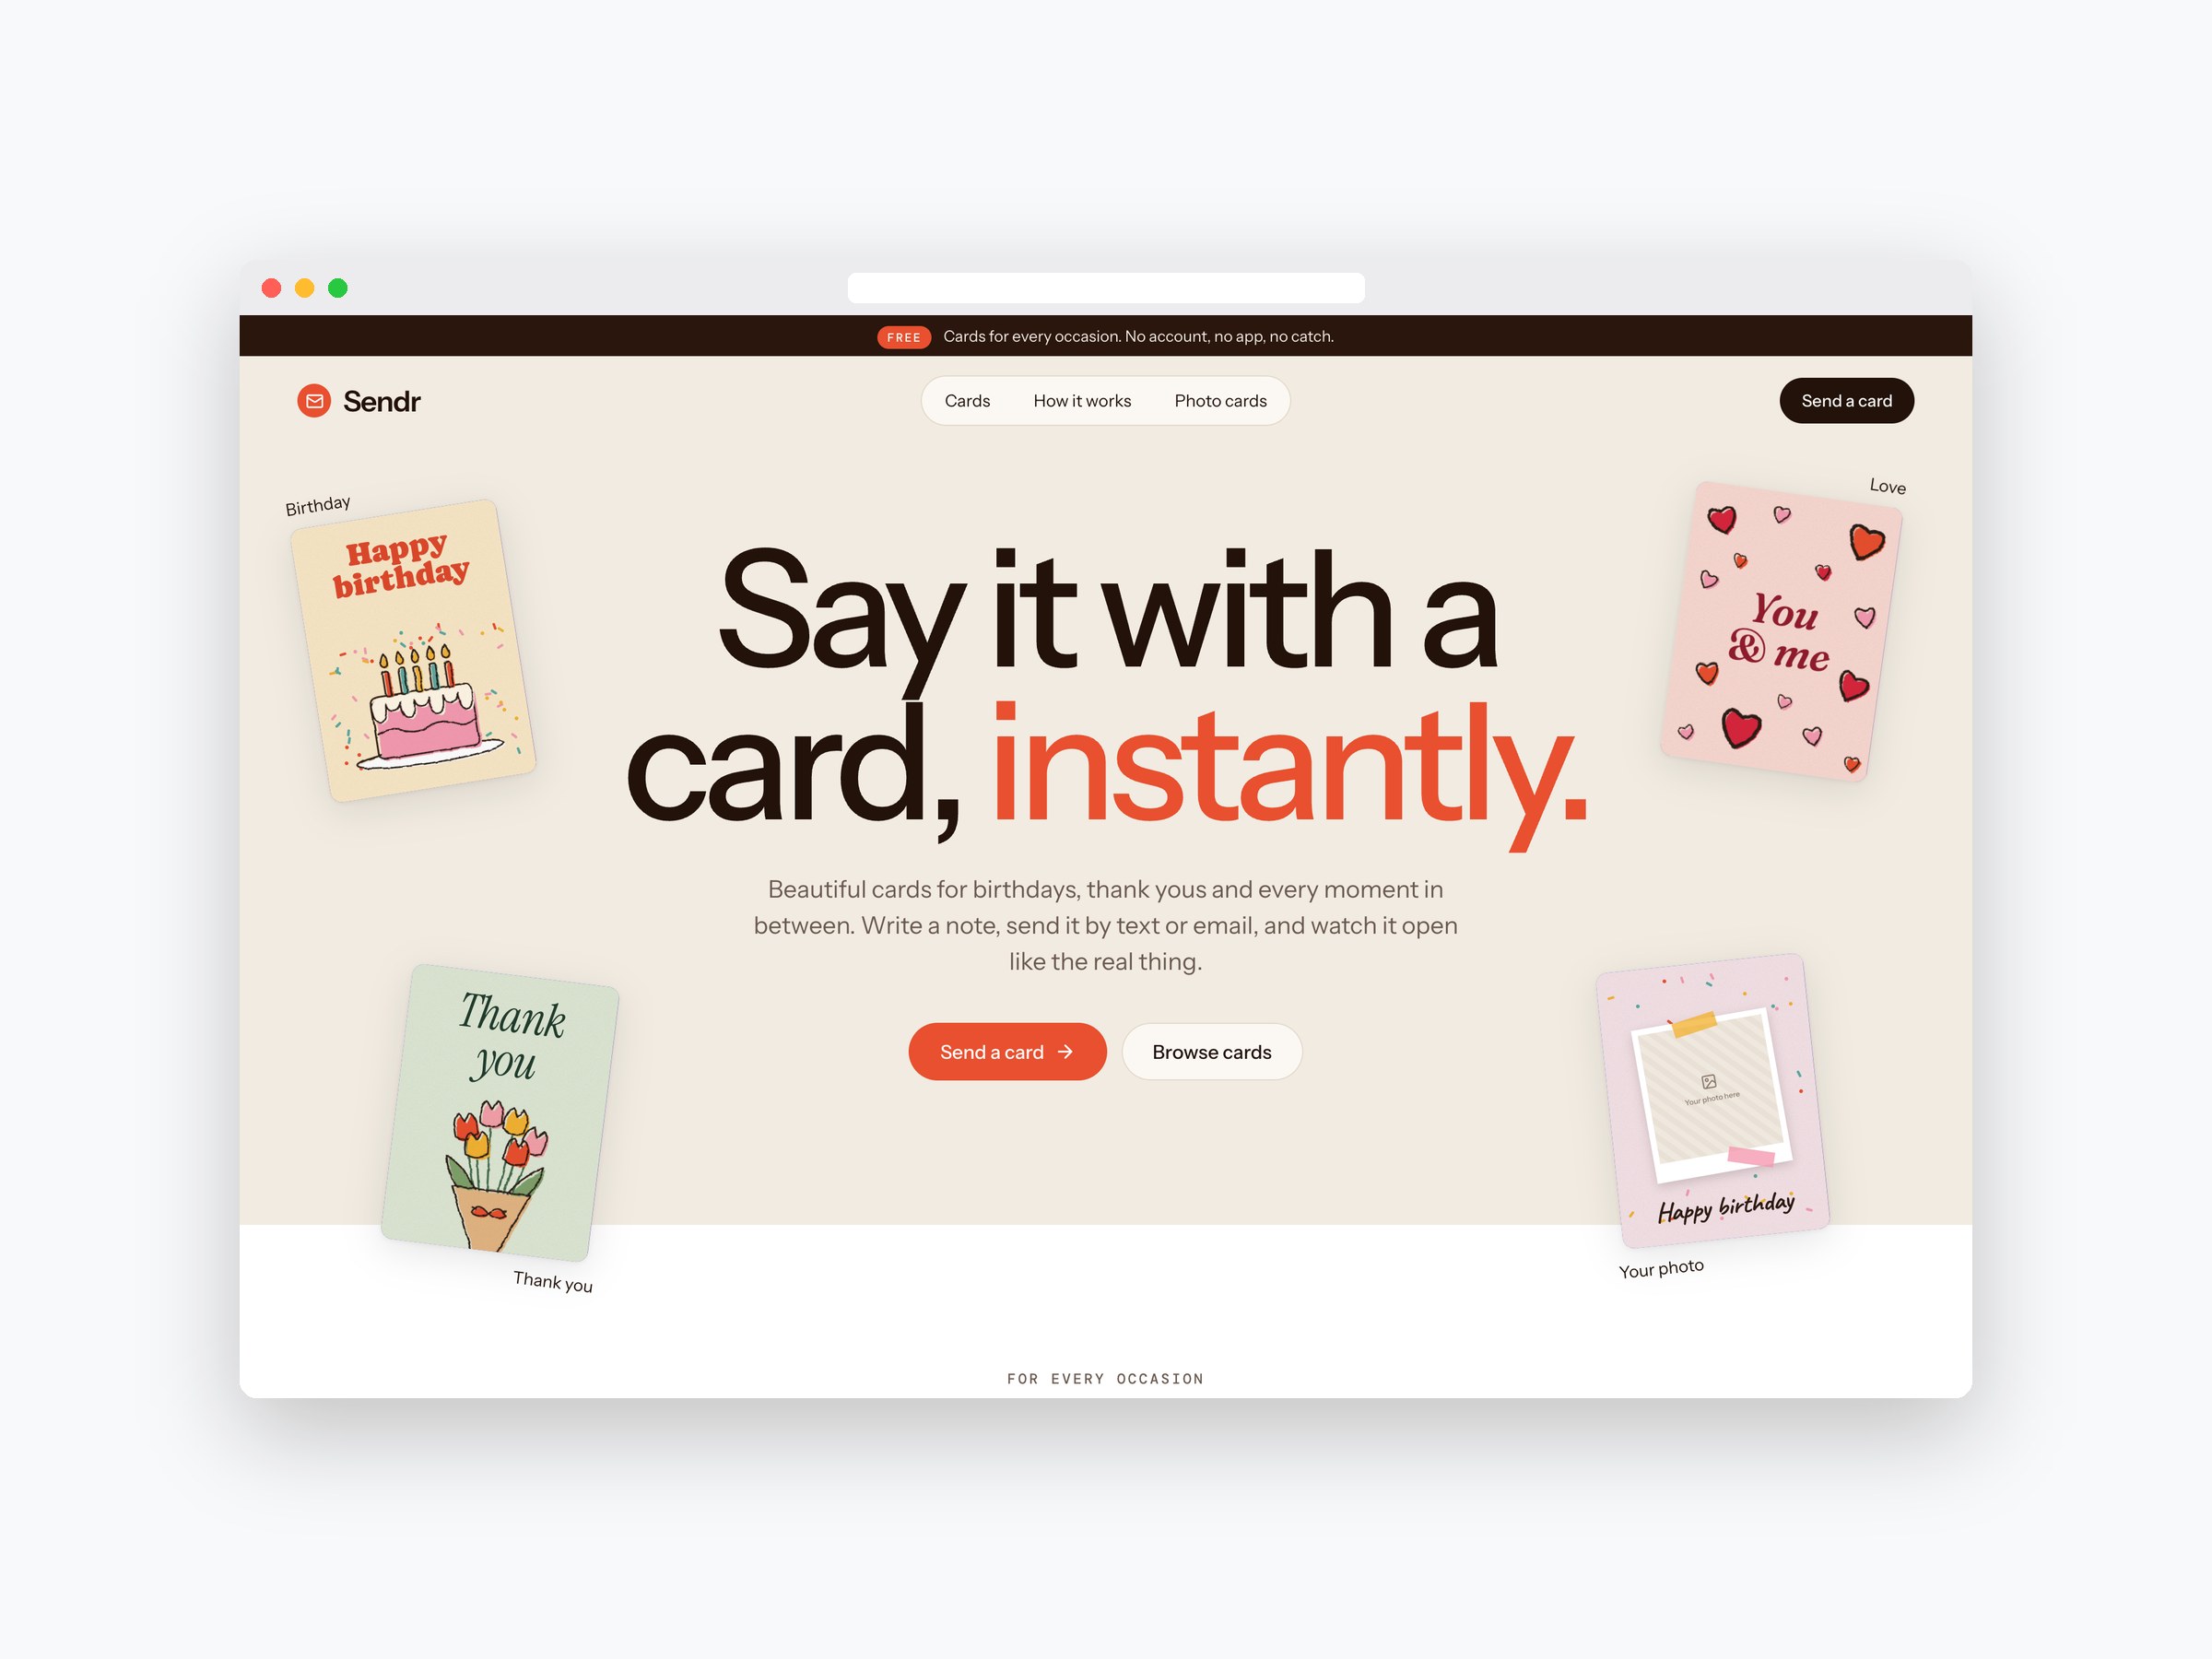 FREE Cards for every occasion. No account, no app, no catch.
Sendr
Cards How it works Photo cards
Send a card
Birthday
Happy
birthday
Love
You
& me
Say it with a
card, instantly.
Beautiful cards for birthdays, thank yous and every moment in
between. Write a note, send it by text or email, and watch it open
like the real thing.
Send a card
Browse cards
Thank
you
Thank you
Your photo here
Happy birthday
Your photo
FOR EVERY OCCASION